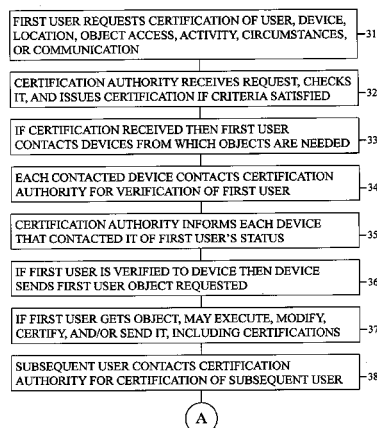 FIRST USER REQUESTS CERTIFICATION OF USER, DEVICE,
LOCATION, OBJECT ACCESS, ACTIVITY, CIRCUMSTANCES,
OR COMMUNICATION
31
CERTIFICATION AUTHORITY RECEIVES REQUEST, CHECKS
IT, AND ISSUES CERTIFICATION IF CRITERIA SATISFIED
32
IF CERTIFICATION RECEIVED THEN FIRST USER
CONTACTS DEVICES FROM WHICH OBJECTS ARE NEEDED
33
EACH CONTACTED DEVICE CONTACTS CERTIFICATION
AUTHORITY FOR VERIFICATION OF FIRST USER
34
CERTIFICATION AUTHORITY INFORMS EACH DEVICE
THAT CONTACTED IT OF FIRST USER'S STATUS
35
IF FIRST USER IS VERIFIED TO DEVICE THEN DEVICE
SENDS FIRST USER OBJECT REQUESTED
36
IF FIRST USER GETS OBJECT, MAY EXECUTE, MODIFY,
CERTIFY, AND/OR SEND IT, INCLUDING CERTIFICATIONS
37
SUBSEQUENT USER CONTACTS CERTIFICATION
AUTHORITY FOR CERTIFICATION OF SUBSEQUENT USER
38
A